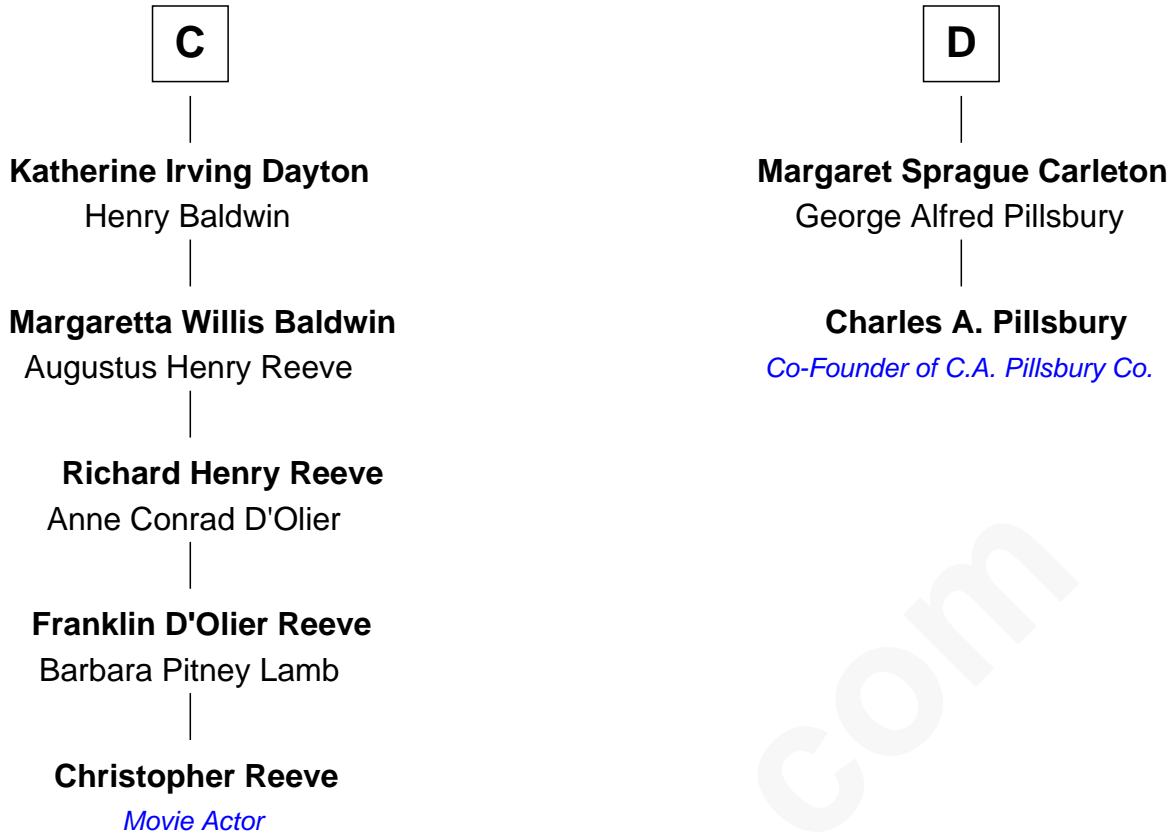 C
Katherine Irving Dayton
Henry Baldwin
Margaretta Willis Baldwin
Augustus Henry Reeve
Richard Henry Reeve
Anne Conrad D'Olier
Franklin D'Olier Reeve
Barbara Pitney Lamb
Christopher Reeve
Movie Actor
D
Margaret Sprague Carleton
George Alfred Pillsbury
Charles A. Pillsbury
Co-Founder of C.A. Pillsbury Co.
com